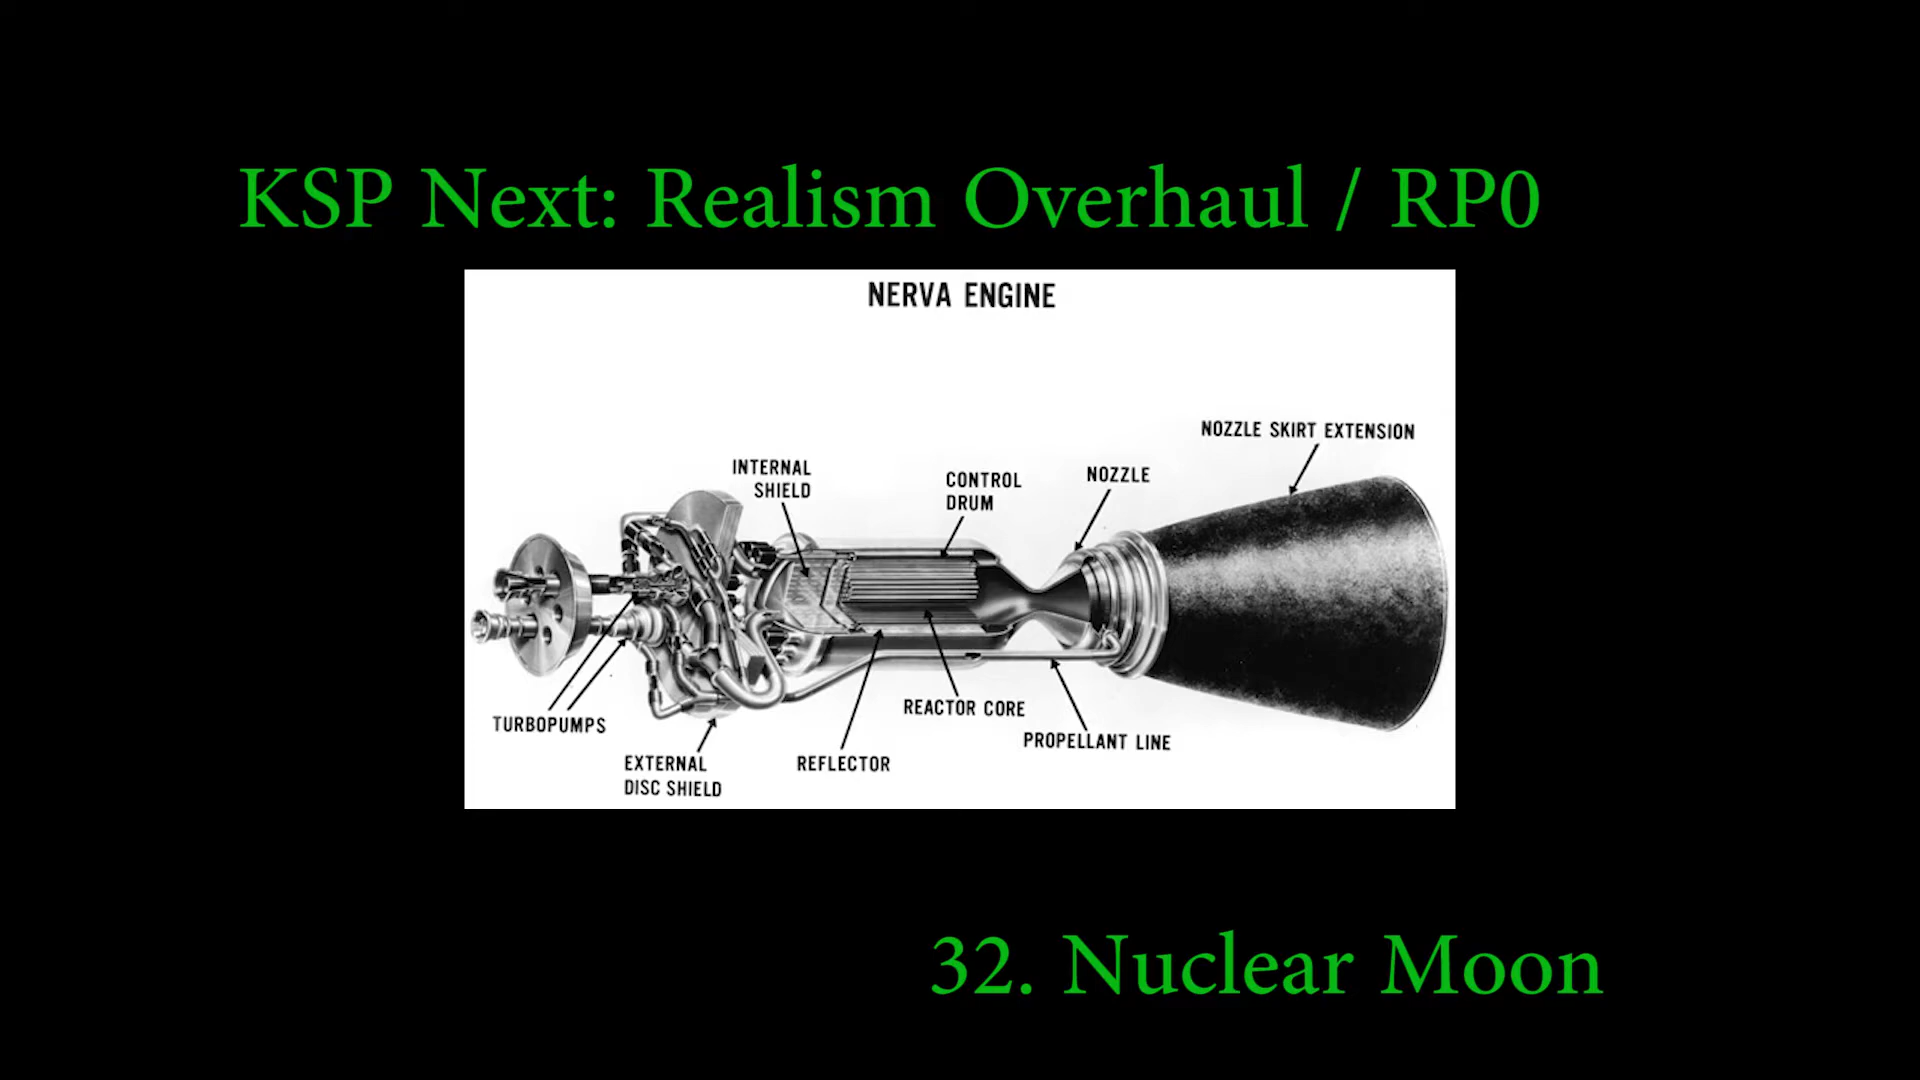 KSP Next: Realism Overhaul / RP0
NERVA ENGINE
NOZZLE SKIRT EXTENSION
INTERNAL
SHIELD
CONTROL
DRUM
NOZZLE
TURBOPUMPS
EXTERNAL
DISC SHIELD
REFLECTOR
REACTOR CORE
PROPELLANT LINE
32. Nuclear Moon